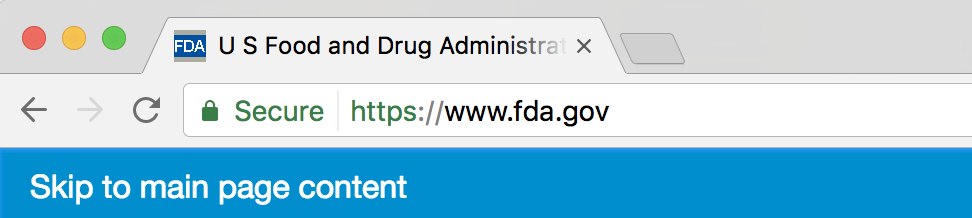 FDA U S Food and Drug Administrat
Secure https://www.fda.gov
Skip to main page content